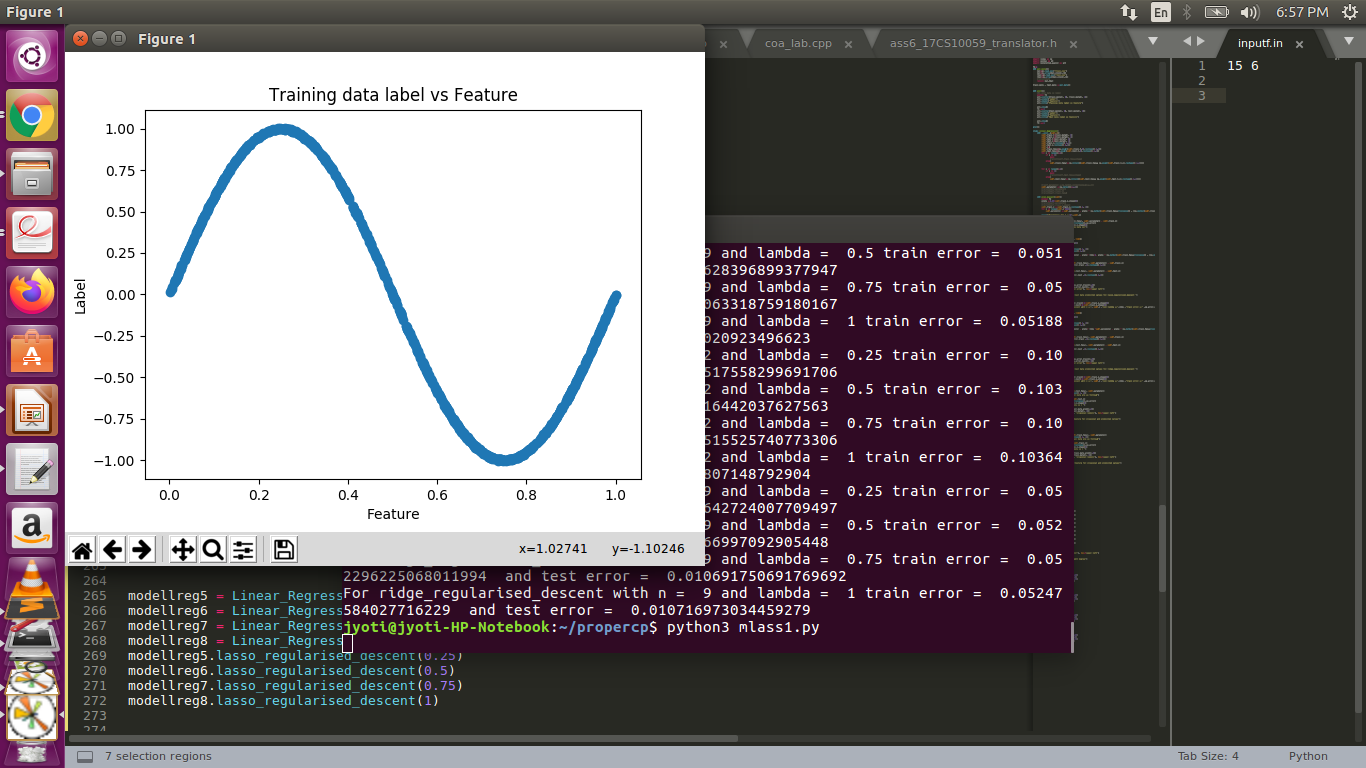 Figure 1
En
6:57 PM
Figure 1
coa_lab.cpp
ass6_17CS10059_translator.h
inputf.in
1 15 6
2
3
Training data label vs Feature
1.00
0.75
0.50
0.25
0.00
−0.25
−0.50
−0.75
−1.00
Label
0.0 0.2 0.4 0.6 0.8 1.0
Feature
x=1.02741 y=-1.10246
9 and lambda = 0.5 train error = 0.051
628396899377947
9 and lambda = 0.75 train error = 0.05
063318759180167
9 and lambda = 1 train error = 0.05188
020923496623
2 and lambda = 0.25 train error = 0.10
517558299691706
2 and lambda = 0.5 train error = 0.103
16442037627563
2 and lambda = 0.75 train error = 0.10
515525740773306
2 and lambda = 1 train error = 0.10364
807148792904
9 and lambda = 0.25 train error = 0.05
642724007709497
9 and lambda = 0.5 train error = 0.052
66997092905448
9 and lambda = 0.75 train error = 0.05
2296225068011994 and test error = 0.010691750691769692
For ridge_regularised_descent with n = 9 and lambda = 1 train error = 0.05247
584027716229 and test error = 0.010716973034459279
jyoti@jyoti-HP-Notebook:~/propercp$ python3 mlass1.py
264
265 modellreg5 = Linear_Regress
266 modellreg6 = Linear_Regress
267 modellreg7 = Linear_Regress
268 modellreg8 = Linear_Regress
269 modellreg5.lasso_regularised_descent(0.25)
270 modellreg6.lasso_regularised_descent(0.5)
271 modellreg7.lasso_regularised_descent(0.75)
272 modellreg8.lasso_regularised_descent(1)
273
274
7 selection regions
Tab Size: 4
Python